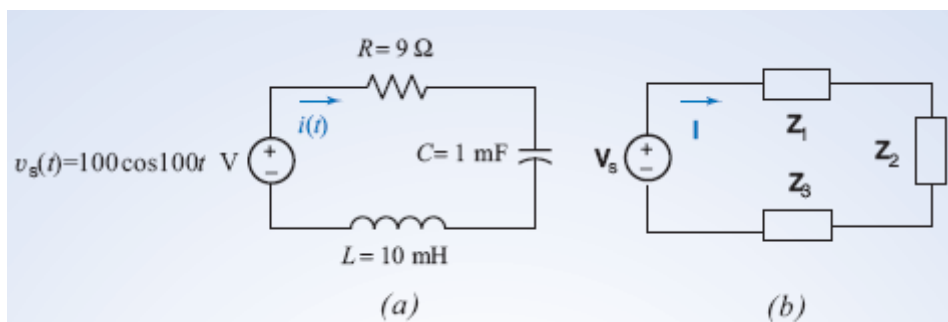 R= 9 Ω
i(t)
v_s(t)=100cos100t V
+
−
C= 1 mF
L= 10 mH
(a)
I
Z_1
V_s
+
−
Z_2
Z_3
(b)